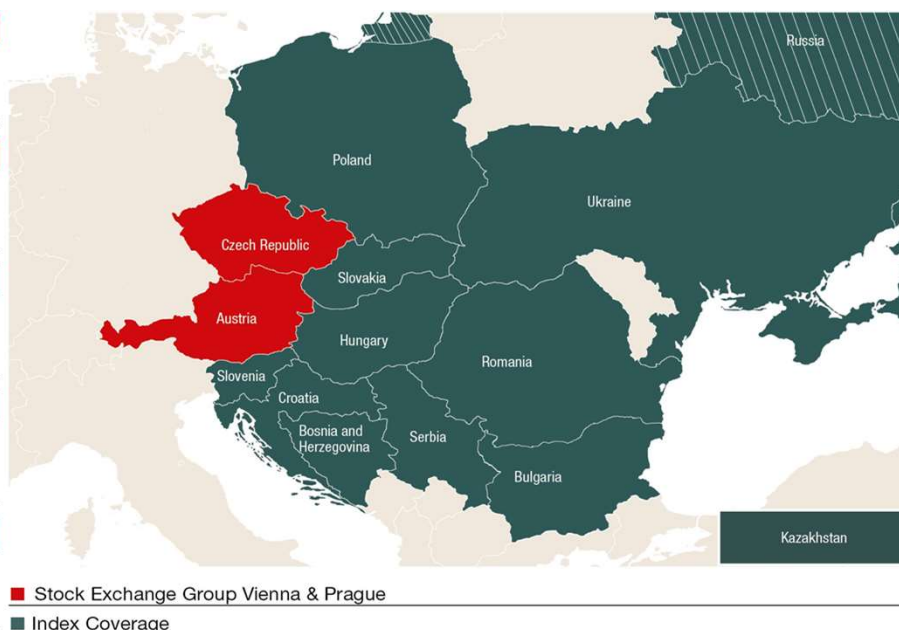 Russia
Poland
Ukraine
Czech Republic
Slovakia
Austria
Hungary
Romania
Slovenia
Croatia
Bosnia and
Herzegovina
Serbia
Bulgaria
Kazakhstan
Stock Exchange Group Vienna & Prague
Index Coverage